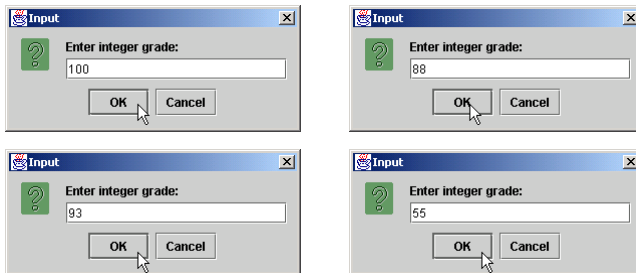 Input
Enter integer grade:
100
OK Cancel
Input
Enter integer grade:
88
OK Cancel
Input
Enter integer grade:
93
OK Cancel
Input
Enter integer grade:
55
OK Cancel